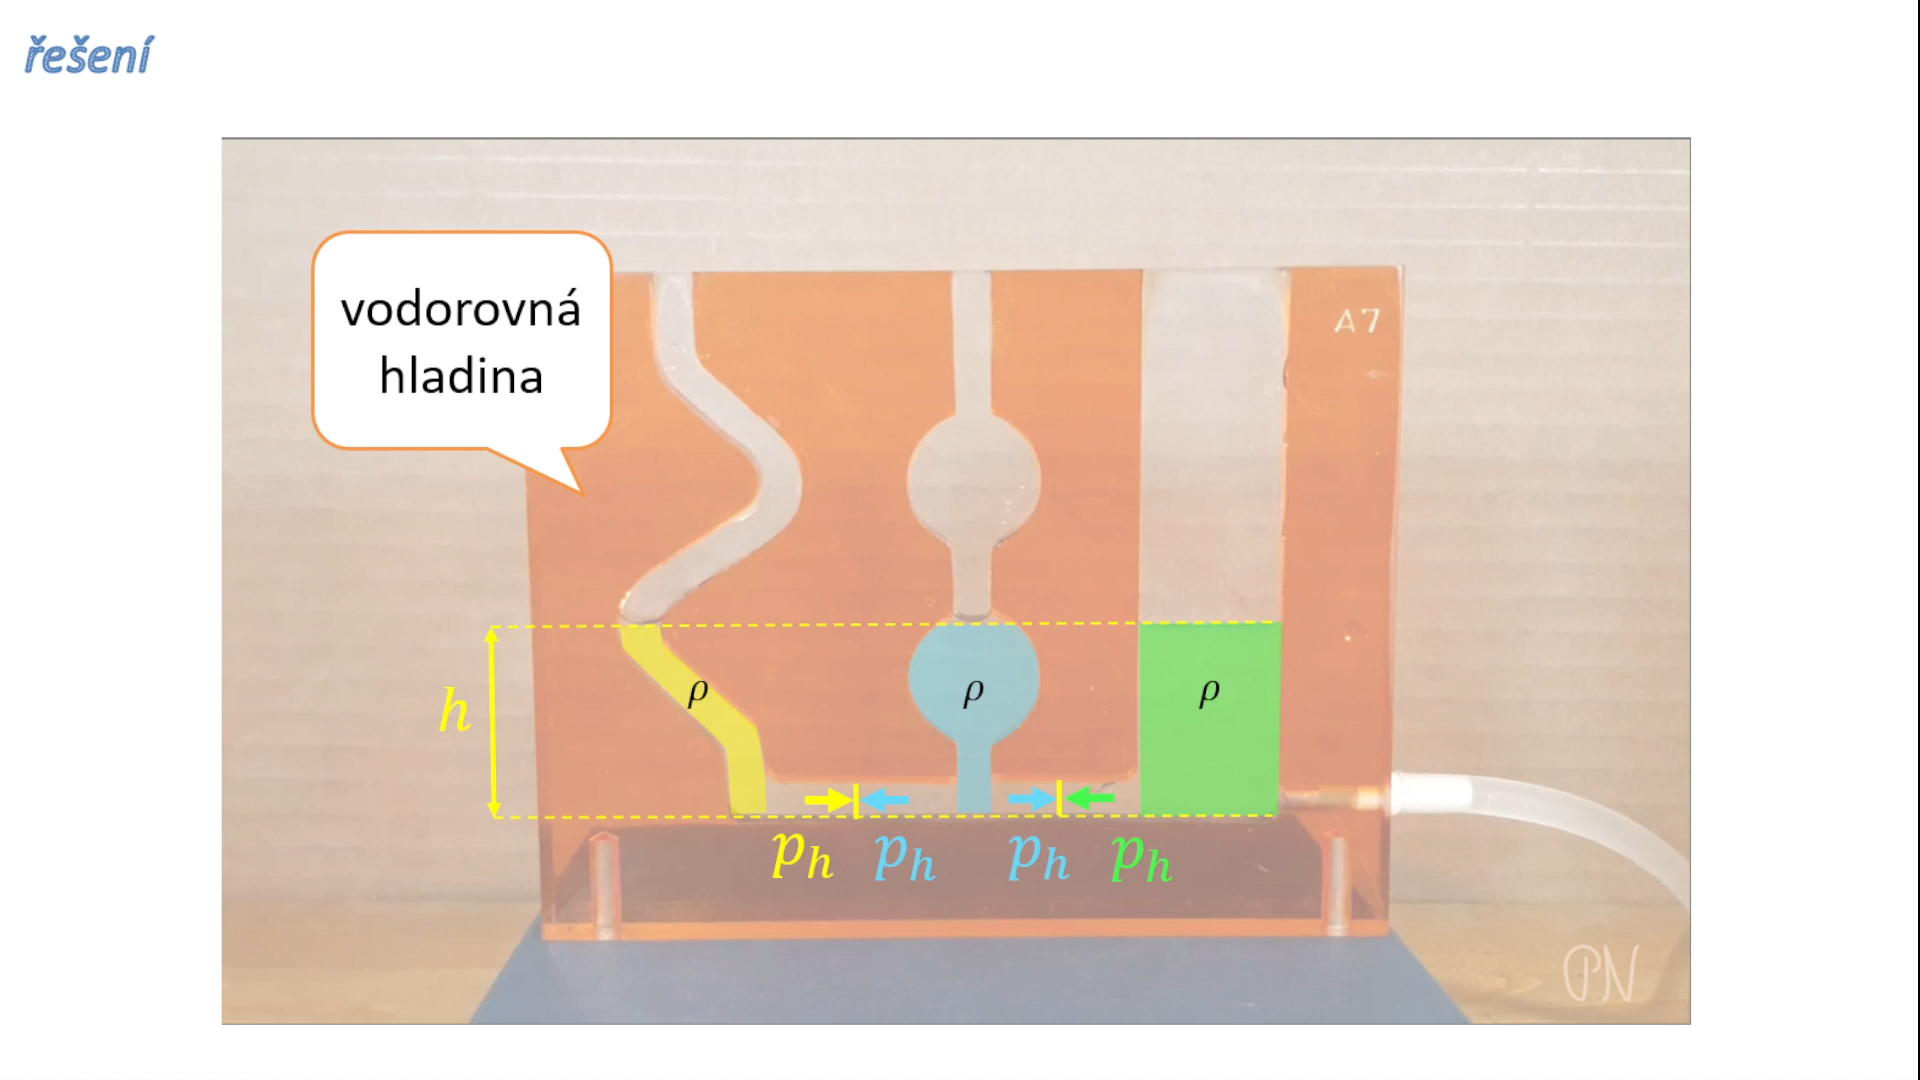 řešení
vodorovná
hladina
A7
h
ρ ρ ρ
p_h p_h p_h p_h
PN